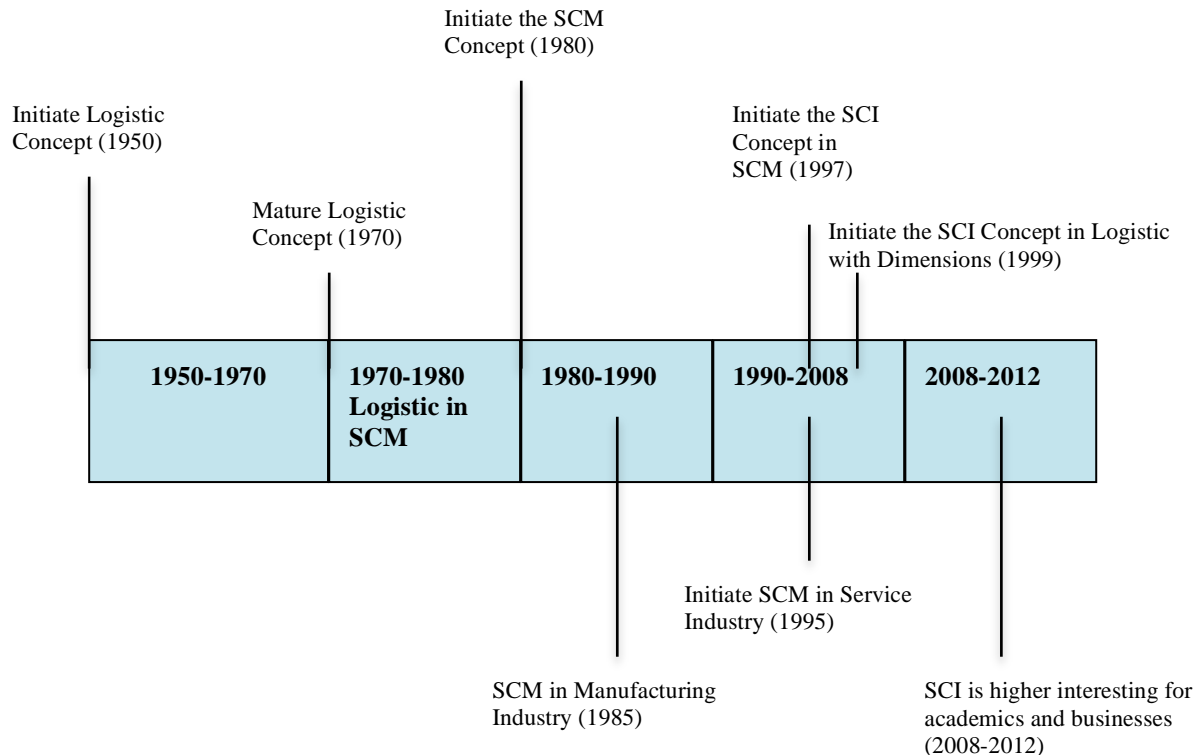 Initiate the SCM
Concept (1980)
Initiate Logistic
Concept (1950)
Initiate the SCI
Concept in
SCM (1997)
Mature Logistic
Concept (1970)
Initiate the SCI Concept in Logistic
with Dimensions (1999)
1950-1970
1970-1980
Logistic in
SCM
1980-1990
1990-2008
2008-2012
Initiate SCM in Service
Industry (1995)
SCM in Manufacturing
Industry (1985)
SCI is higher interesting for
academics and businesses
(2008-2012)